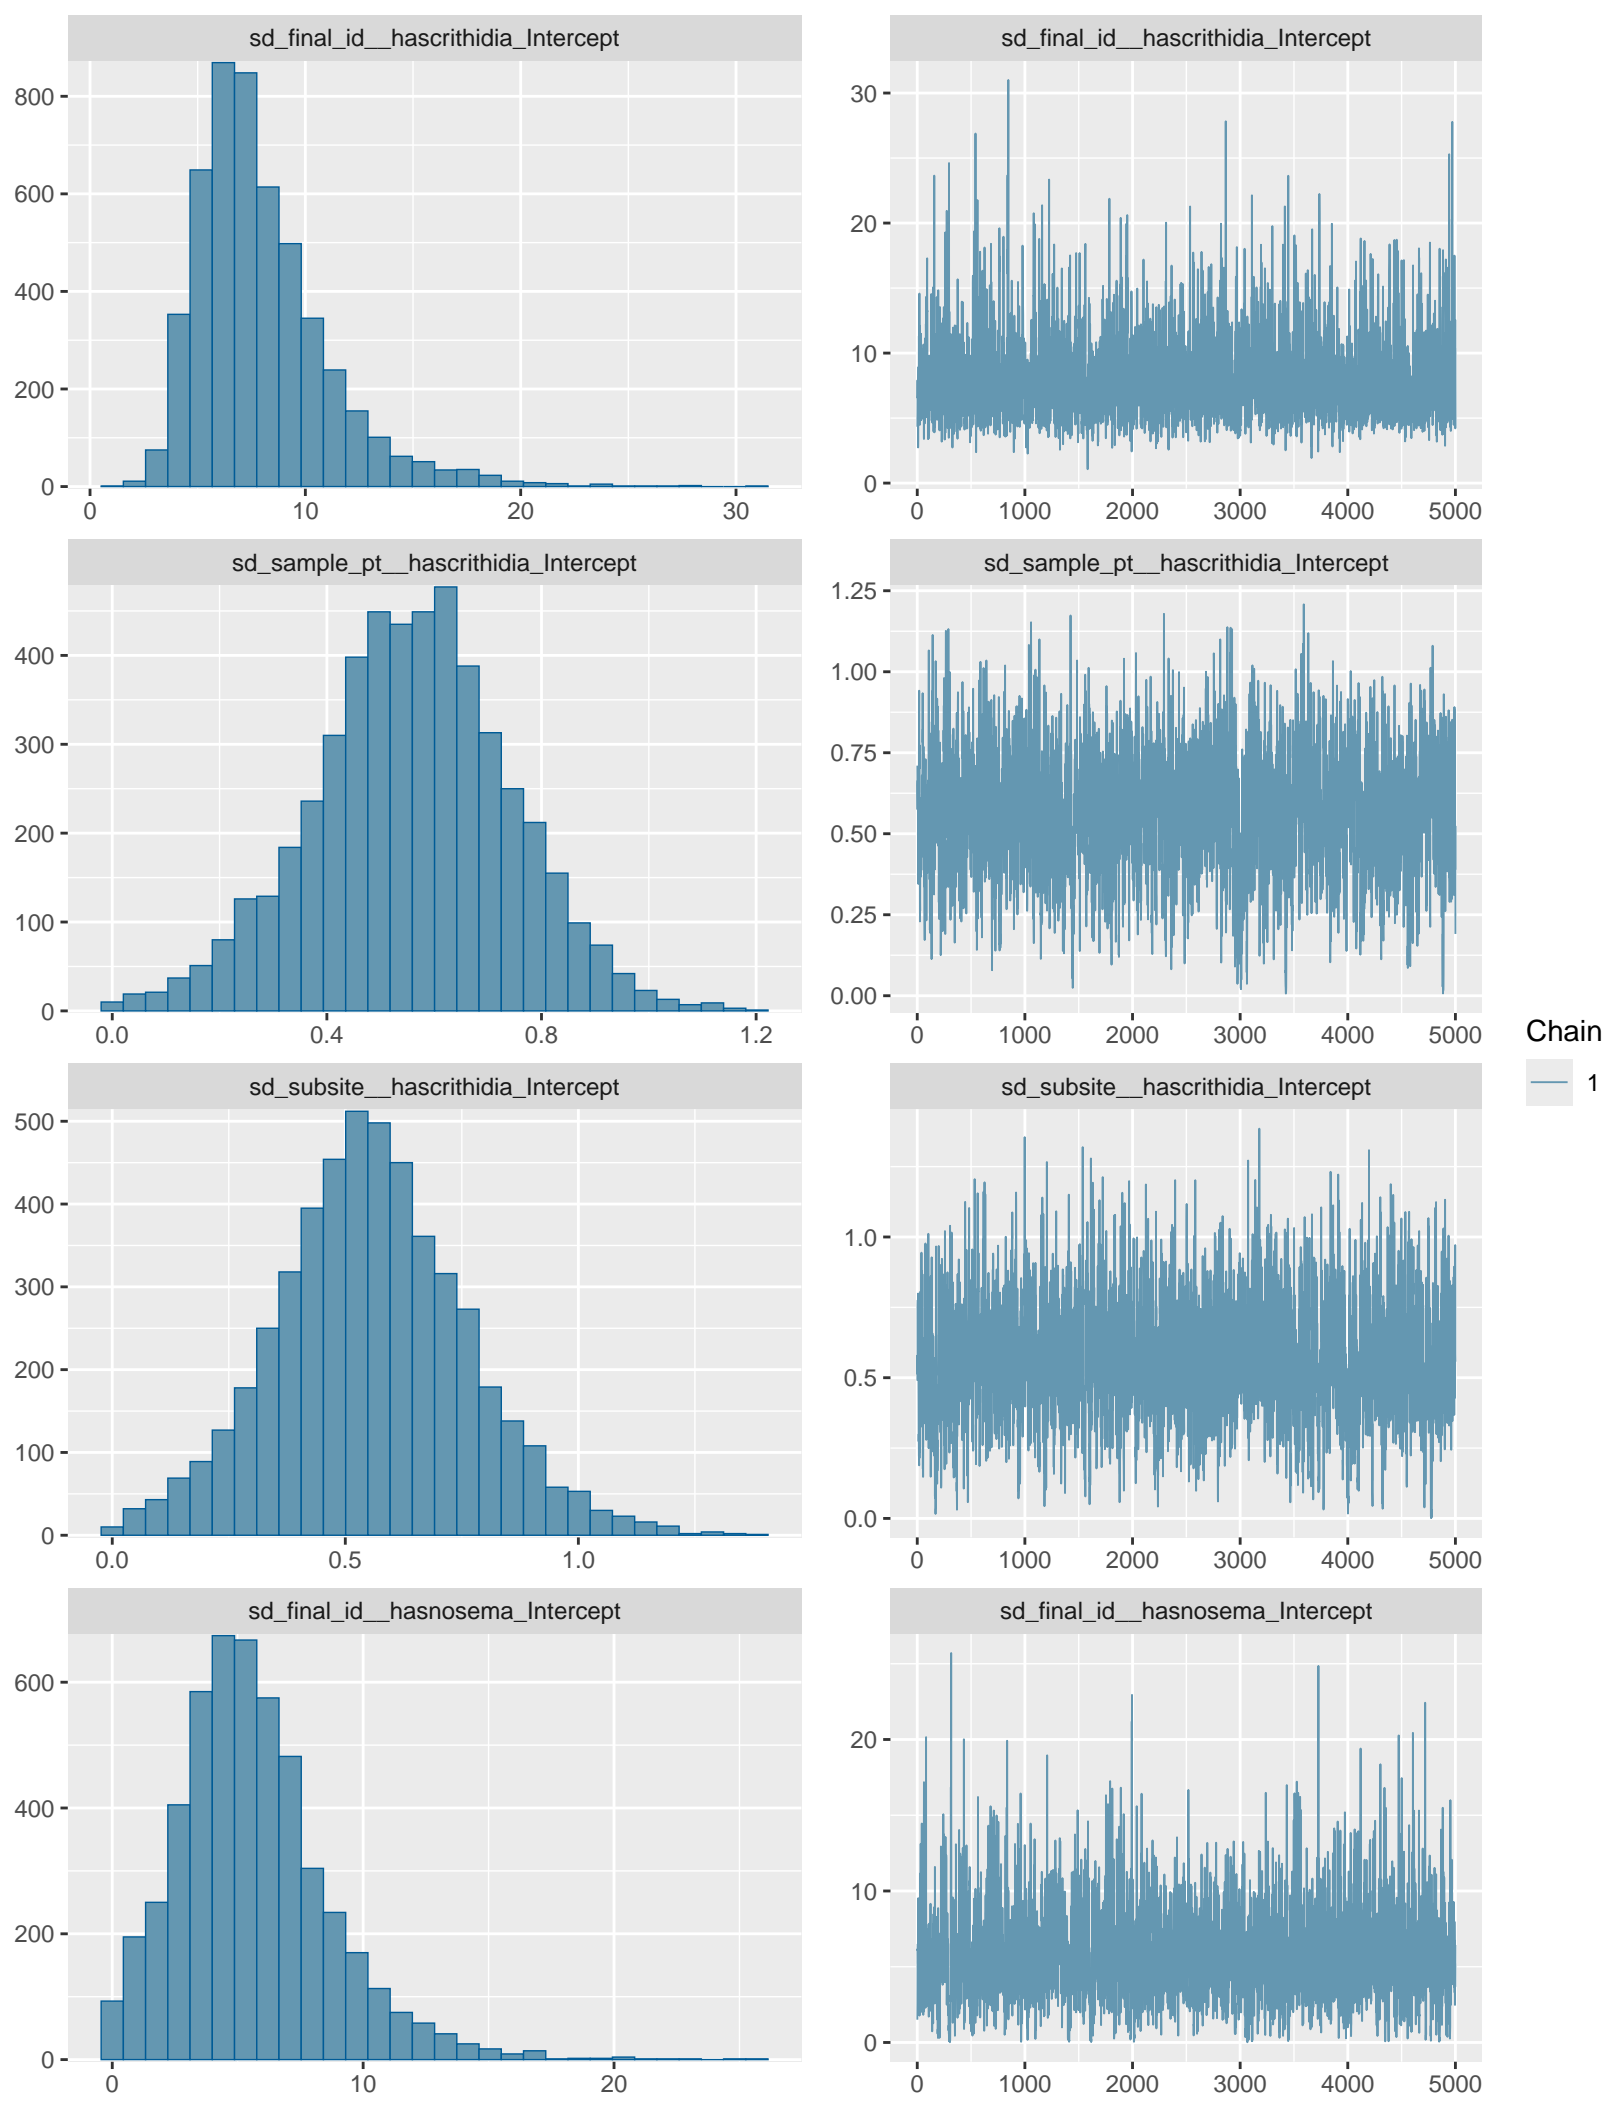 sd_final_id__hascrithidia_Intercept
800
600
400
200
0
0 10 20 30
sd_final_id__hascrithidia_Intercept
30
20
10
0
0 1000 2000 3000 4000 5000
sd_sample_pt__hascrithidia_Intercept
400
300
200
100
0
0.0 0.4 0.8 1.2
sd_sample_pt__hascrithidia_Intercept
1.25
1.00
0.75
0.50
0.25
0.00
0 1000 2000 3000 4000 5000
sd_subsite__hascrithidia_Intercept
500
400
300
200
100
0
0.0 0.5 1.0
sd_subsite__hascrithidia_Intercept
1.0
0.5
0.0
0 1000 2000 3000 4000 5000
sd_final_id__hasnosema_Intercept
600
400
200
0
0 10 20
sd_final_id__hasnosema_Intercept
20
10
0
0 1000 2000 3000 4000 5000
Chain
1